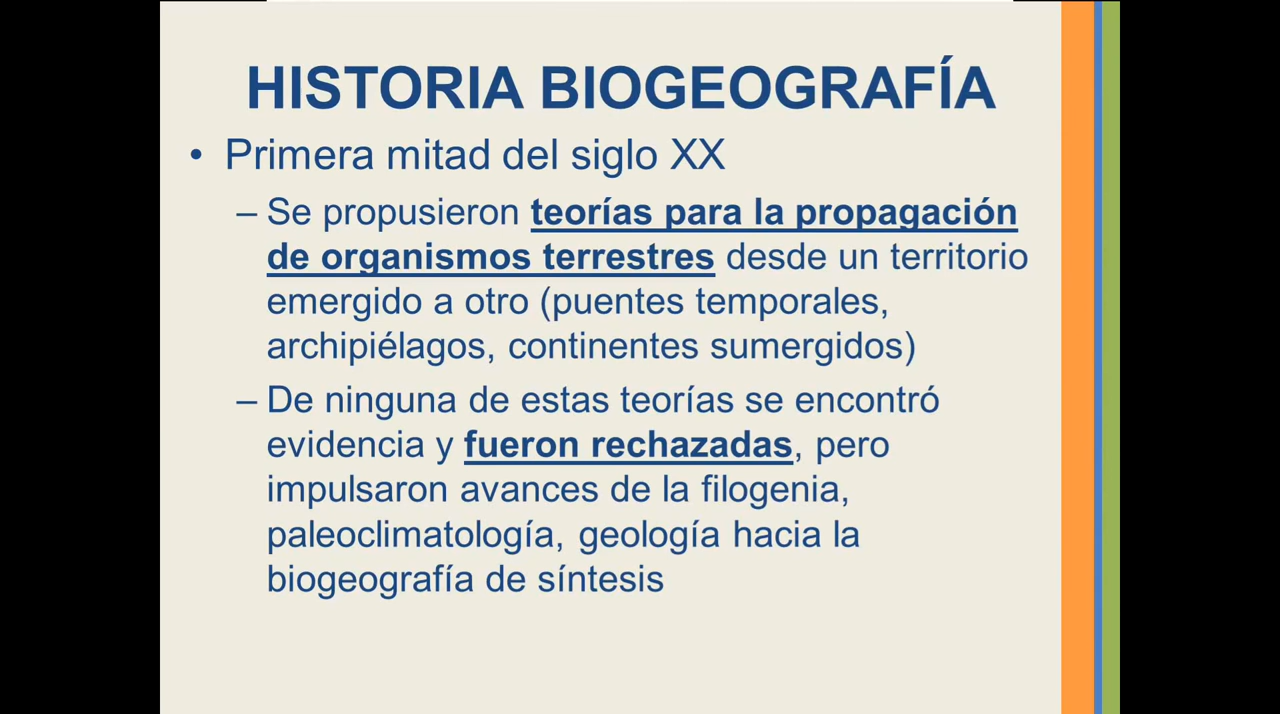 HISTORIA BIOGEOGRAFÍA
• Primera mitad del siglo XX
– Se propusieron teorías para la propagación
de organismos terrestres desde un territorio
emergido a otro (puentes temporales,
archipiélagos, continentes sumergidos)
– De ninguna de estas teorías se encontró
evidencia y fueron rechazadas, pero
impulsaron avances de la filogenia,
paleoclimatología, geología hacia la
biogeografía de síntesis